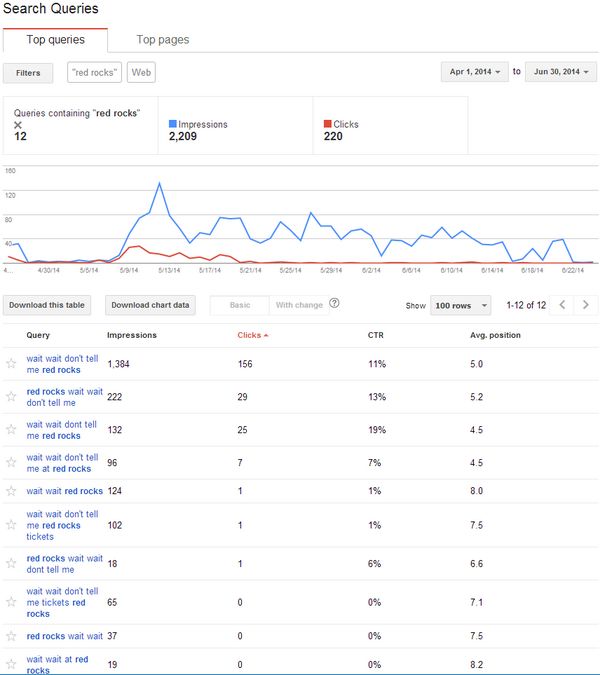 Search Queries
Top queries Top pages
Filters "red rocks" Web Apr 1, 2014 to Jun 30, 2014
Queries containing "red rocks"
12
Impressions
2,209
Clicks
220
160
120
80
40
4... 4/30/14 5/5/14 5/9/14 5/13/14 5/17/14 5/21/14 5/25/14 5/29/14 6/2/14 6/6/14 6/10/14 6/14/14 6/18/14 6/22/14
Download this table Download chart data Basic With change ? Show 100 rows 1-12 of 12
Query Impressions Clicks CTR Avg. position
wait wait don't tell
me red rocks 1,384 156 11% 5.0
red rocks wait wait
don't tell me 222 29 13% 5.2
wait wait dont tell
me red rocks 132 25 19% 4.5
wait wait don't tell
me at red rocks 96 7 7% 4.5
wait wait red rocks 124 1 1% 8.0
wait wait don't tell
me red rocks
tickets 102 1 1% 7.5
red rocks wait wait
dont tell me 18 1 6% 6.6
wait wait don't tell
me tickets red
rocks 65 0 0% 7.1
red rocks wait wait 37 0 0% 7.5
wait wait at red
rocks 19 0 0% 8.2